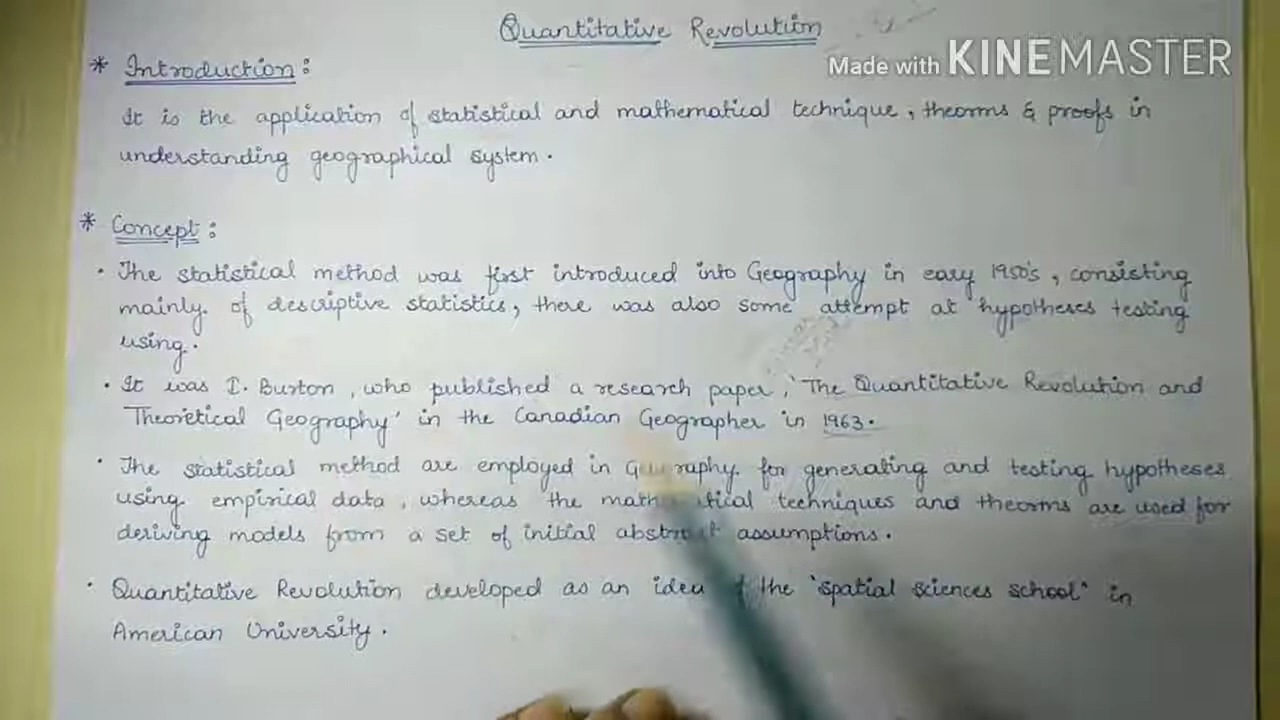 Quantitative Revolution
Made with KINEMASTER
* Introduction:
It is the application of statistical and mathematical technique, theorms & proofs in
understanding geographical system.
* Concept:
• The statistical method was first introduced into Geography in eary 1950's, consisting
mainly. of descriptive statistics, there was also some attempt at hypotheses testing
using.
• It was I. Burton, who published a research paper, 'The Quantitative Revolution and
Theoretical Geography' in the Canadian Geographer in 1963.
• The statistical method are employed in Geography. for generating and testing hypotheses
using empirical data, whereas the mathematical techniques and theorms are used for
deriving models from a set of initial abstract assumptions.
• Quantitative Revolution developed as an idea of the 'spatial sciences school' in
American University.